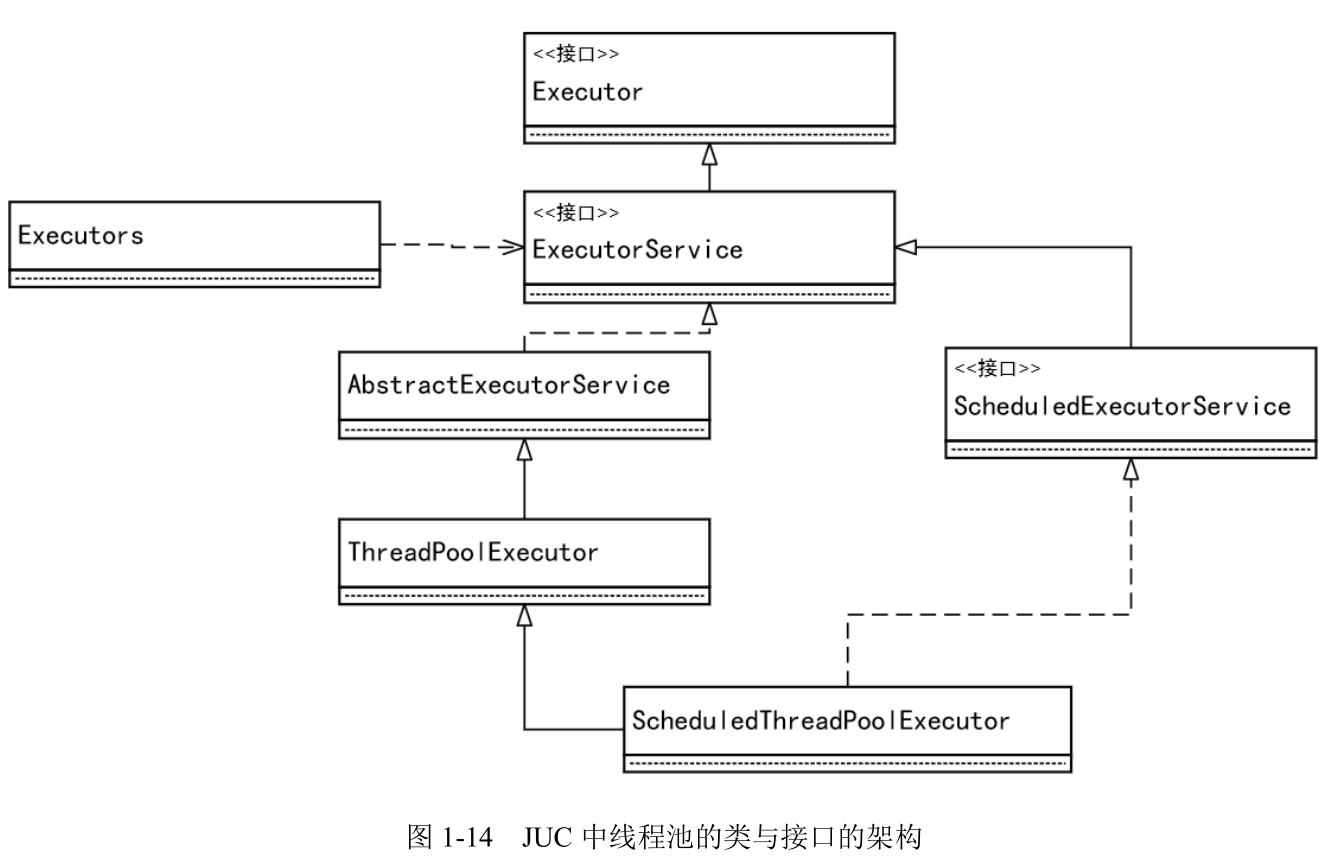 <<接口>>
Executor
<<接口>>
ExecutorService
Executors
AbstractExecutorService
<<接口>>
ScheduledExecutorService
ThreadPoolExecutor
ScheduledThreadPoolExecutor
图 1-14 JUC 中线程池的类与接口的架构